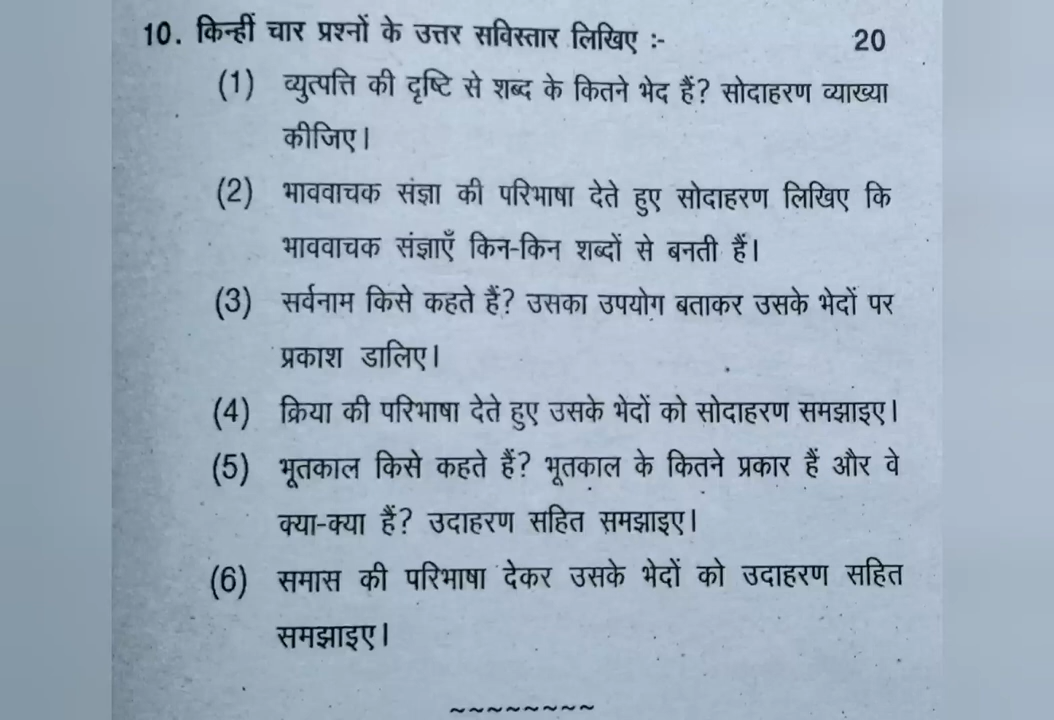 10. किन्हीं चार प्रश्नों के उत्तर सविस्तार लिखिए :- 20
(1) व्युत्पत्ति की दृष्टि से शब्द के कितने भेद हैं? सोदाहरण व्याख्या
कीजिए।
(2) भाववाचक संज्ञा की परिभाषा देते हुए सोदाहरण लिखिए कि
भाववाचक संज्ञाएँ किन-किन शब्दों से बनती हैं।
(3) सर्वनाम किसे कहते हैं? उसका उपयोग बताकर उसके भेदों पर
प्रकाश डालिए।
(4) क्रिया की परिभाषा देते हुए उसके भेदों को सोदाहरण समझाइए।
(5) भूतकाल किसे कहते हैं? भूतकाल के कितने प्रकार हैं और वे
क्या-क्या हैं? उदाहरण सहित समझाइए।
(6) समास की परिभाषा देकर उसके भेदों को उदाहरण सहित
समझाइए।
~~~~~~~~